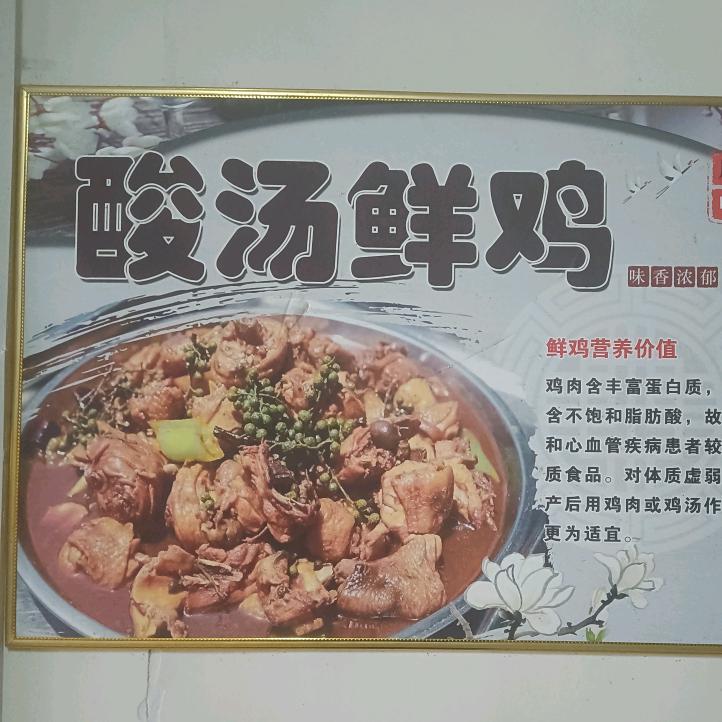 酸汤鲜鸡
味香浓郁
鲜鸡营养价值
鸡肉含丰富蛋白质，
含不饱和脂肪酸，故
和心血管疾病患者较
质食品。对体质虚弱
产后用鸡肉或鸡汤作
更为适宜。